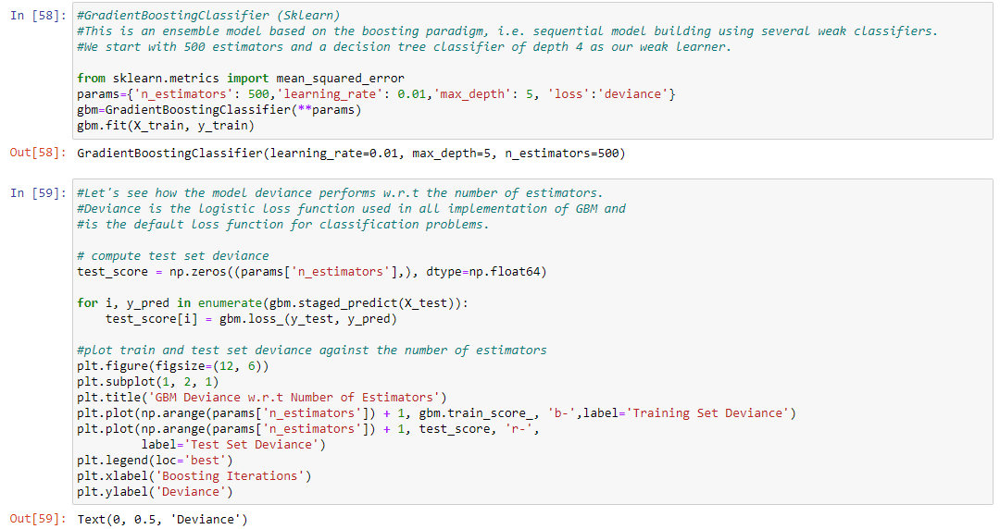 In [58]: #GradientBoostingClassifier (Sklearn)
#This is an ensemble model based on the boosting paradigm, i.e. sequential model building using several weak classifiers.
#We start with 500 estimators and a decision tree classifier of depth 4 as our weak learner.
from sklearn.metrics import mean_squared_error
params={'n_estimators': 500,'learning_rate': 0.01,'max_depth': 5, 'loss':'deviance'}
gbm=GradientBoostingClassifier(**params)
gbm.fit(X_train, y_train)
Out[58]: GradientBoostingClassifier(learning_rate=0.01, max_depth=5, n_estimators=500)
In [59]: #Let's see how the model deviance performs w.r.t the number of estimators.
#Deviance is the logistic loss function used in all implementation of GBM and
#is the default loss function for classification problems.
# compute test set deviance
test_score = np.zeros((params['n_estimators'],), dtype=np.float64)
for i, y_pred in enumerate(gbm.staged_predict(X_test)):
    test_score[i] = gbm.loss_(y_test, y_pred)
#plot train and test set deviance against the number of estimators
plt.figure(figsize=(12, 6))
plt.subplot(1, 2, 1)
plt.title('GBM Deviance w.r.t Number of Estimators')
plt.plot(np.arange(params['n_estimators']) + 1, gbm.train_score_, 'b-',label='Training Set Deviance')
plt.plot(np.arange(params['n_estimators']) + 1, test_score, 'r-',
         label='Test Set Deviance')
plt.legend(loc='best')
plt.xlabel('Boosting Iterations')
plt.ylabel('Deviance')
Out[59]: Text(0, 0.5, 'Deviance')